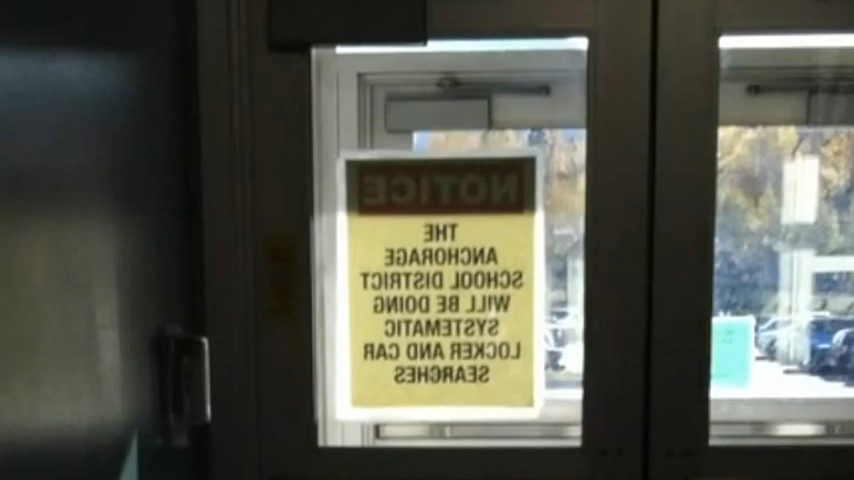 NOTICE
THE
ANCHORAGE
SCHOOL DISTRICT
WILL BE DOING
SYSTEMATIC
LOCKER AND CAR
SEARCHES